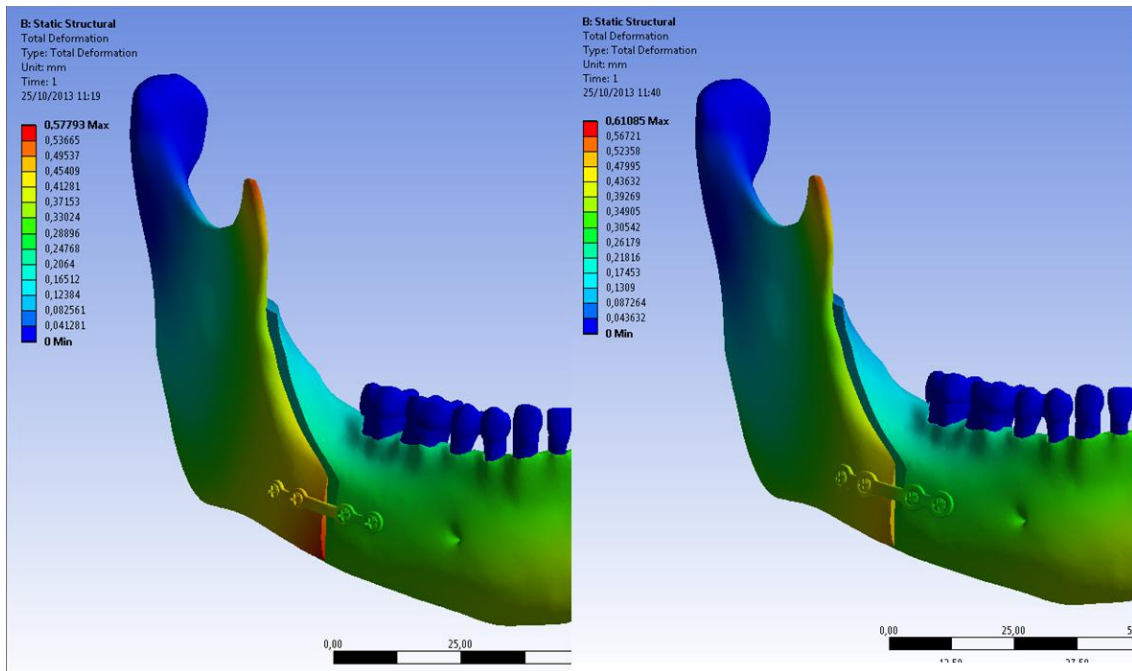 B: Static Structural
Total Deformation
Type: Total Deformation
Unit: mm
Time: 1
25/10/2013 11:19
0,57793 Max
0,53665
0,49537
0,45409
0,41281
0,37153
0,33024
0,28896
0,24768
0,2064
0,16512
0,12384
0,082561
0,041281
0 Min
0,00
25,00
B: Static Structural
Total Deformation
Type: Total Deformation
Unit: mm
Time: 1
25/10/2013 11:40
0,61085 Max
0,56721
0,52358
0,47995
0,43632
0,39269
0,34905
0,30542
0,26179
0,21816
0,17453
0,1309
0,087264
0,043632
0 Min
0,00
25,00